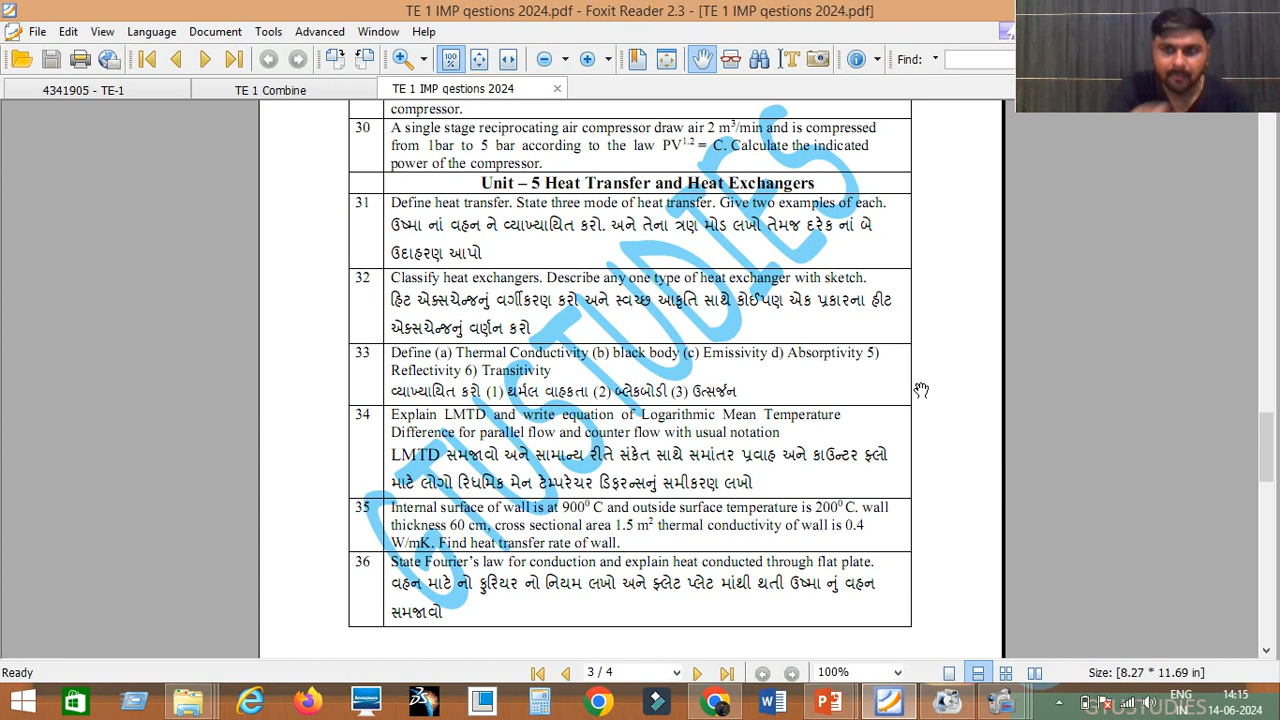 TE 1 IMP qestions 2024.pdf - Foxit Reader 2.3 - [TE 1 IMP qestions 2024.pdf]
File Edit View Language Document Tools Advanced Window Help
Find:
4341905 - TE-1 TE 1 Combine TE 1 IMP qestions 2024
compressor.
30 A single stage reciprocating air compressor draw air 2 m³/min and is compressed
from 1bar to 5 bar according to the law PV¹·² = C. Calculate the indicated
power of the compressor.
Unit – 5 Heat Transfer and Heat Exchangers
31 Define heat transfer. State three mode of heat transfer. Give two examples of each.
ઉષ્મા નાં વહન ને વ્યાખ્યાયિત કરો. અને તેના ત્રણ મોડ લખો તેમજ દરેક નાં બે
ઉદાહરણ આપો
32 Classify heat exchangers. Describe any one type of heat exchanger with sketch.
હિટ એક્સચેન્જનું વર્ગીકરણ કરો અને સ્વચ્છ આકૃતિ સાથે કોઈપણ એક પ્રકારના હીટ
એક્સચેન્જનું વર્ણન કરો
33 Define (a) Thermal Conductivity (b) black body (c) Emissivity d) Absorptivity 5)
Reflectivity 6) Transitivity
વ્યાખ્યાયિત કરો (1) થર્મલ વાહકતા (2) બ્લેકબોડી (3) ઉત્સર્જન
34 Explain LMTD and write equation of Logarithmic Mean Temperature
Difference for parallel flow and counter flow with usual notation
LMTD સમજાવો અને સામાન્ય રીતે સંકેત સાથે સમાંતર પ્રવાહ અને કાઉન્ટર ફ્લો
માટે લોગો રિધમિક મેન ટેમ્પરેચર ડિફરન્સનું સમીકરણ લખો
35 Internal surface of wall is at 900⁰ C and outside surface temperature is 200⁰ C. wall
thickness 60 cm, cross sectional area 1.5 m² thermal conductivity of wall is 0.4
W/mK. Find heat transfer rate of wall.
36 State Fourier's law for conduction and explain heat conducted through flat plate.
વહન માટે નો ફુરિયર નો નિયમ લખો અને ફ્લેટ પ્લેટ માંથી થતી ઉષ્મા નું વહન
સમજાવો
GTUSTUDIES
Ready 3 / 4 100% Size: [8.27 * 11.69 in]
ENG 14:15
IN 14-06-2024
GTUSTUDIES